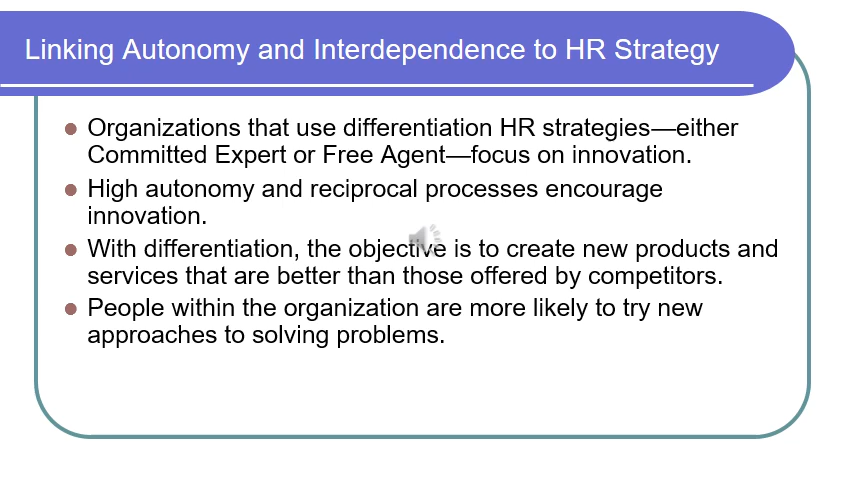 Linking Autonomy and Interdependence to HR Strategy
Organizations that use differentiation HR strategies—either
Committed Expert or Free Agent—focus on innovation.
High autonomy and reciprocal processes encourage
innovation.
With differentiation, the objective is to create new products and
services that are better than those offered by competitors.
People within the organization are more likely to try new
approaches to solving problems.